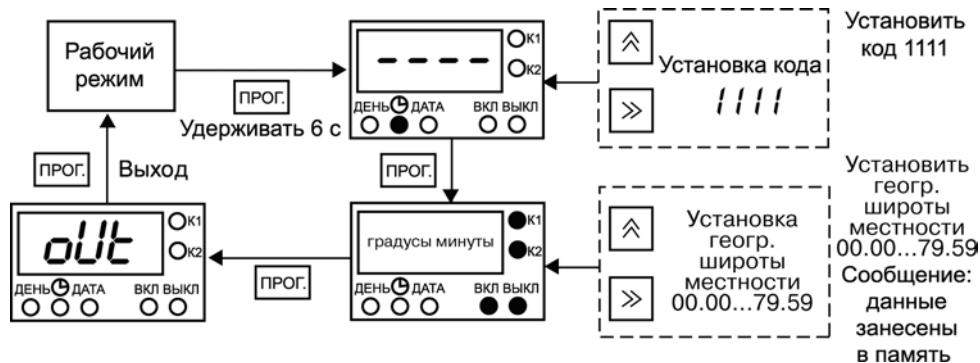 Рабочий
режим
ПРОГ.
Удерживать 6 с
- - - -
К1
К2
ДЕНЬ ДАТА ВКЛ ВЫКЛ
Установка кода
1111
Установить
код 1111
ПРОГ.
Выход
ПРОГ.
oUt
К1
К2
ДЕНЬ ДАТА ВКЛ ВЫКЛ
ПРОГ.
градусы минуты
К1
К2
ДЕНЬ ДАТА ВКЛ ВЫКЛ
Установка
геогр.
широты
местности
00.00...79.59
Установить
геогр.
широты
местности
00.00...79.59
Сообщение:
данные
занесены
в память